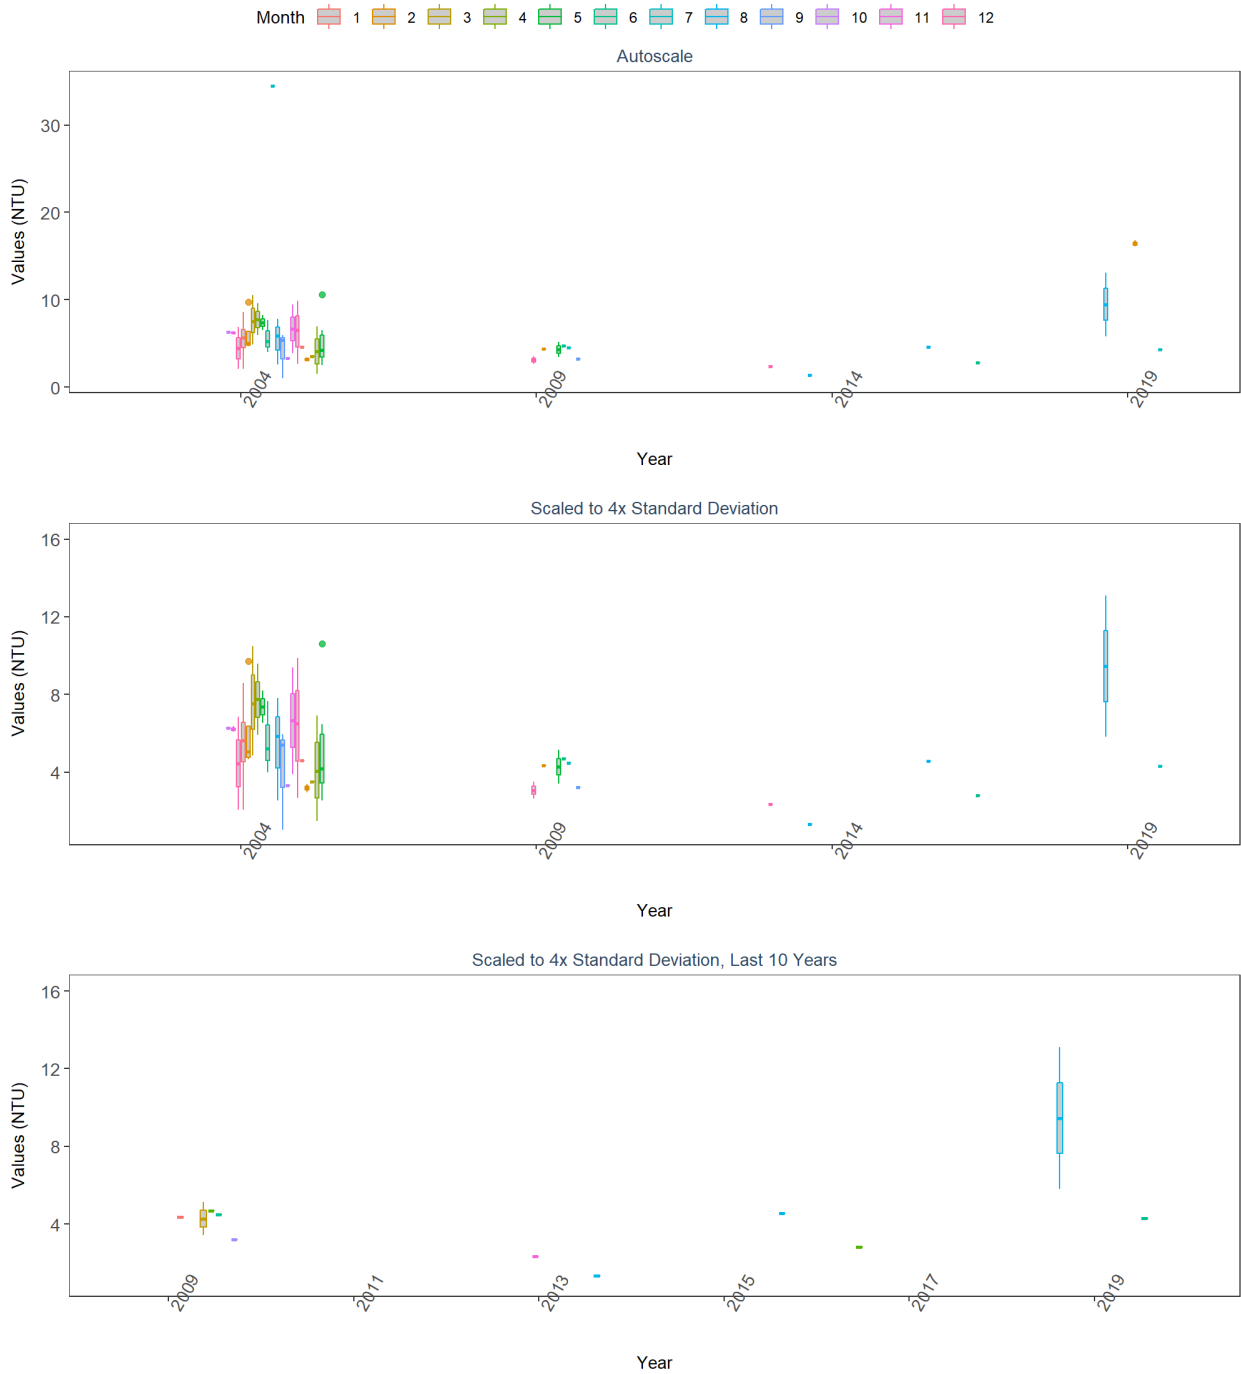 Month 1 2 3 4 5 6 7 8 9 10 11 12
Autoscale
Values (NTU)
30
20
10
0
2004 2009 2014 2019
Year
Scaled to 4x Standard Deviation
Values (NTU)
16
12
8
4
2004 2009 2014 2019
Year
Scaled to 4x Standard Deviation, Last 10 Years
Values (NTU)
16
12
8
4
2009 2011 2013 2015 2017 2019
Year